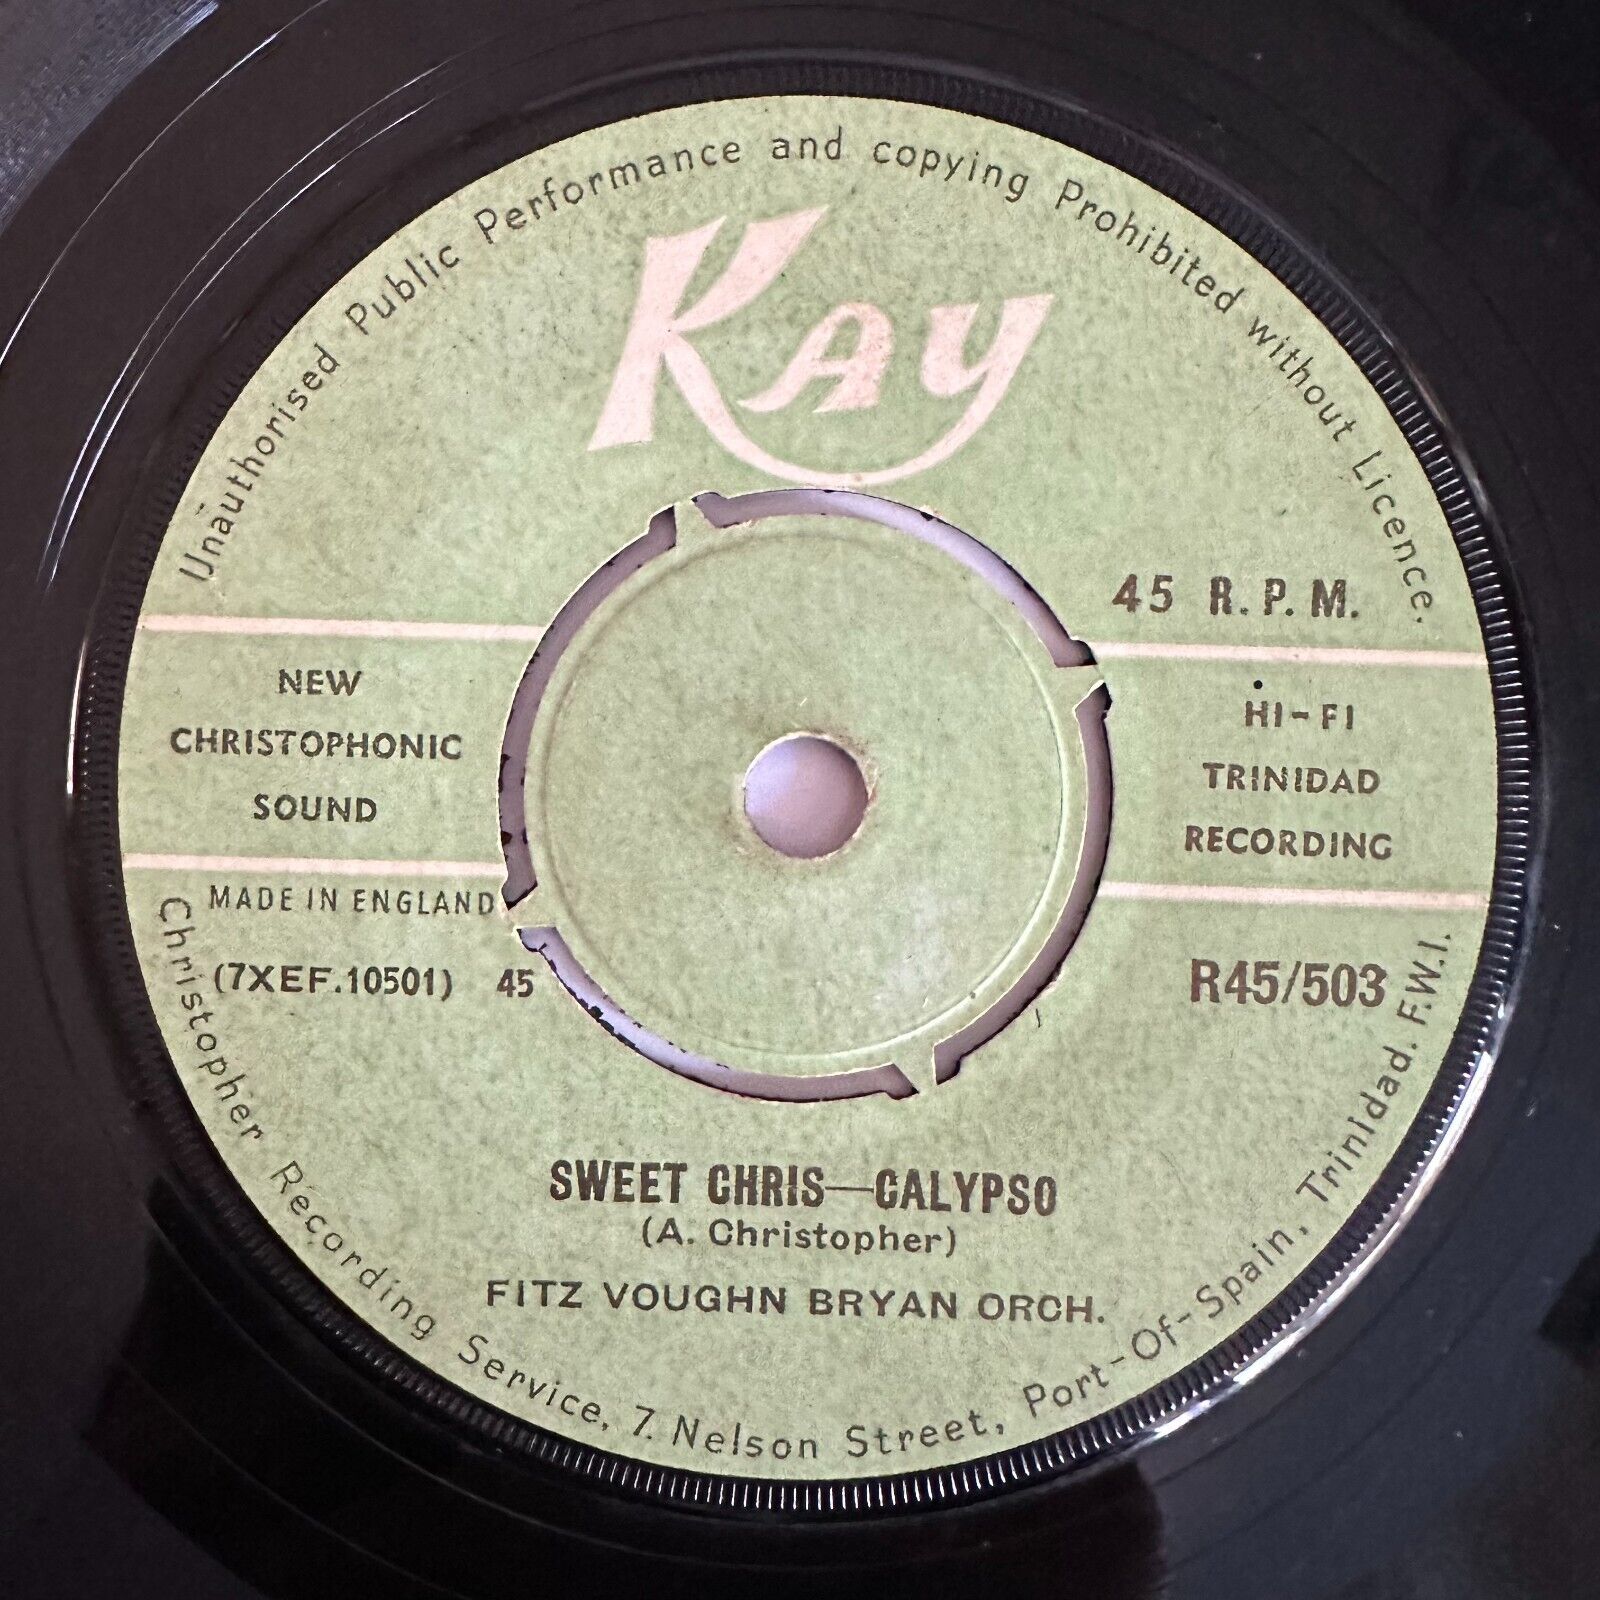 Unauthorised Public Performance and copying Prohibited without Licence.
Kay
45 R.P.M.
NEW
CHRISTOPHONIC
SOUND
HI-FI
TRINIDAD
RECORDING
MADE IN ENGLAND
(7XEF.10501) 45
R45/503
SWEET CHRIS—CALYPSO
(A. Christopher)
FITZ VOUGHN BRYAN ORCH.
Christopher Recording Service, 7. Nelson Street, Port-Of-Spain, Trinidad. F.W.I.